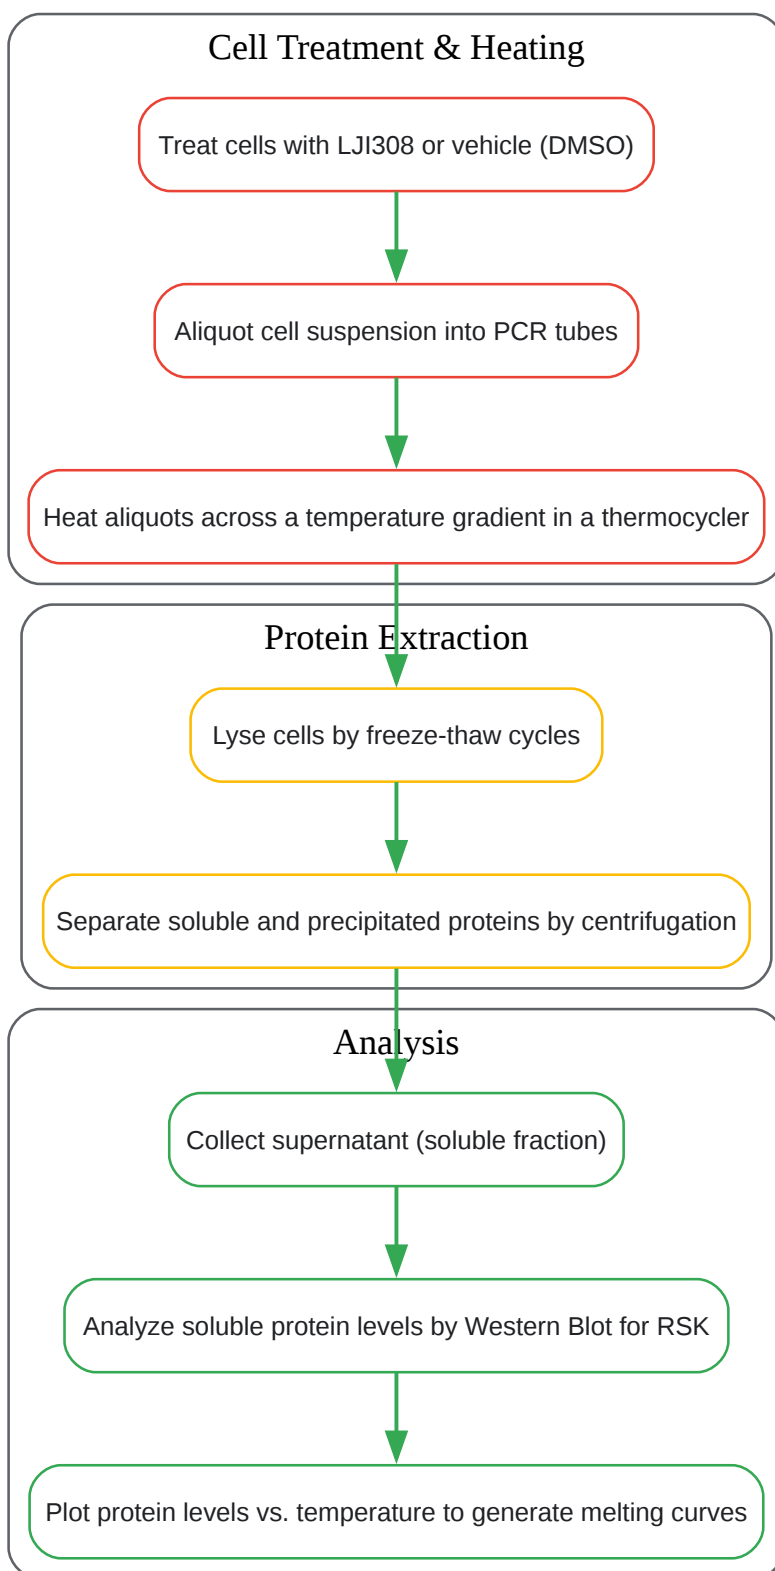 Cell Treatment & Heating
Treat cells with LJI308 or vehicle (DMSO)
Aliquot cell suspension into PCR tubes
Heat aliquots across a temperature gradient in a thermocycler
Protein Extraction
Lyse cells by freeze-thaw cycles
Separate soluble and precipitated proteins by centrifugation
Analysis
Collect supernatant (soluble fraction)
Analyze soluble protein levels by Western Blot for RSK
Plot protein levels vs. temperature to generate melting curves